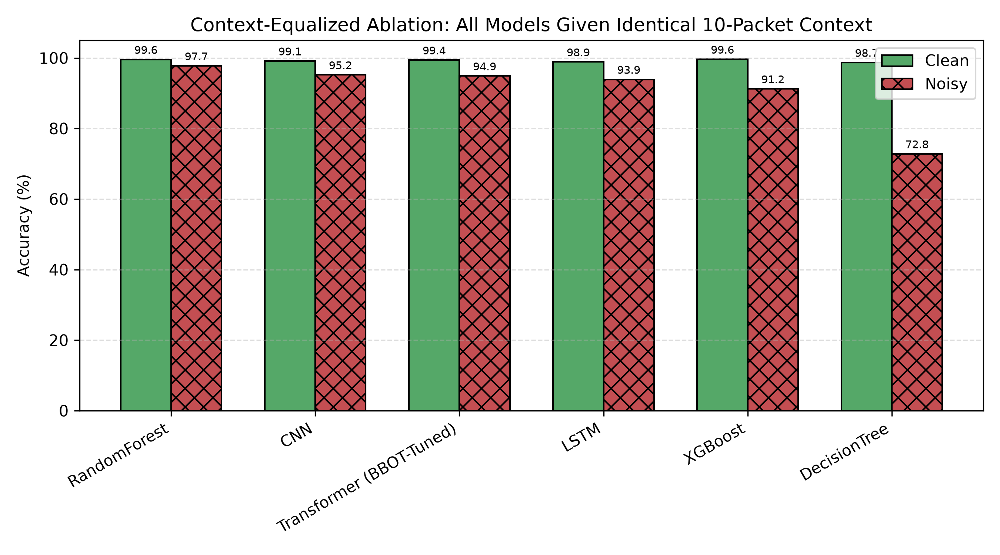 Context-Equalized Ablation: All Models Given Identical 10-Packet Context
Accuracy (%)
100
80
60
40
20
0
99.6
97.7
99.1
95.2
99.4
94.9
98.9
93.9
99.6
91.2
98.7
72.8
Clean
Noisy
RandomForest
CNN
Transformer (BBOT-Tuned)
LSTM
XGBoost
DecisionTree